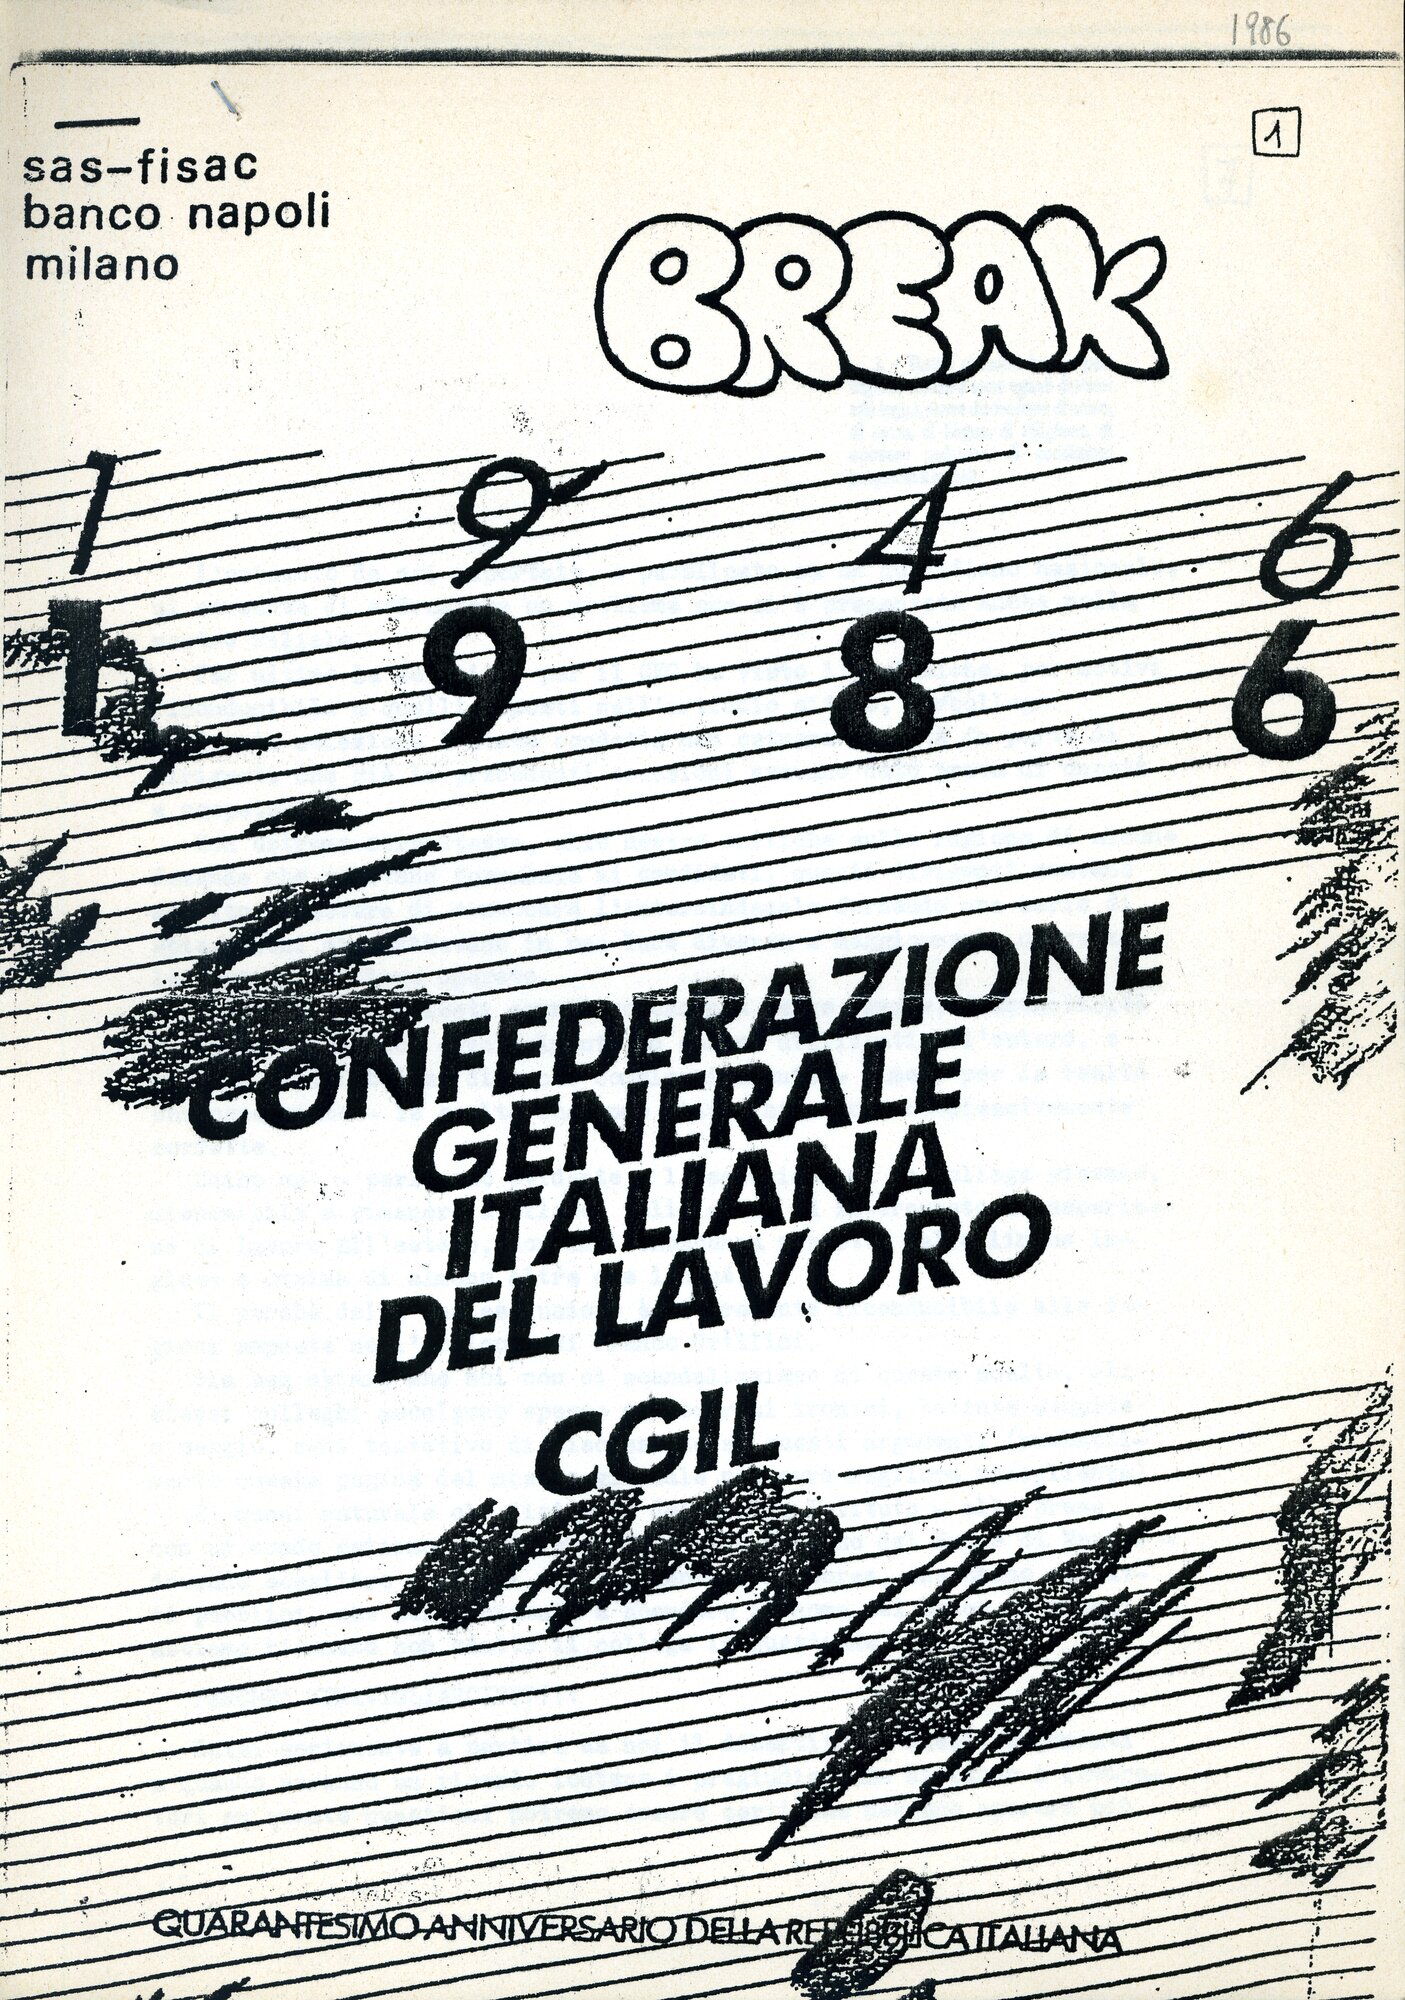 1986
1
sas-fisac
banco napoli
milano
BREAK
1 9 4 6
1 9 8 6
CONFEDERAZIONE
GENERALE
ITALIANA
DEL LAVORO
CGIL
QUARANTESIMO ANNIVERSARIO DELLA REPUBBLICA ITALIANA